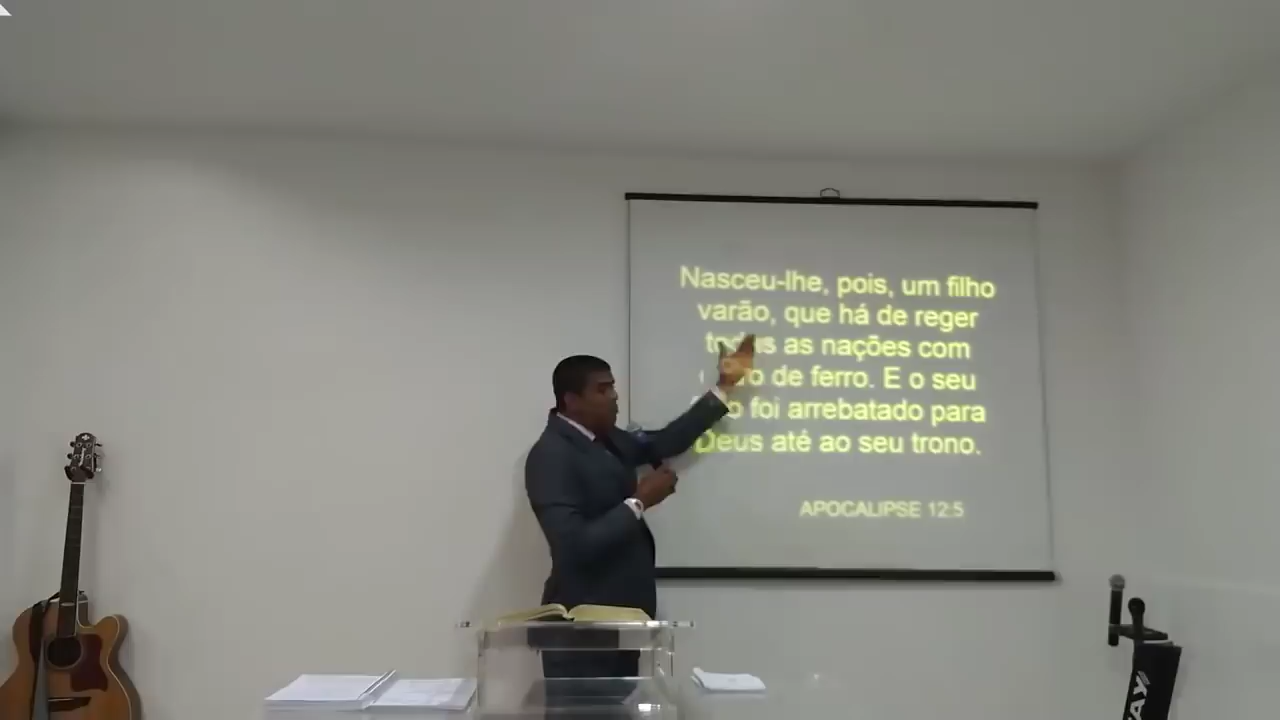 Nasceu-lhe, pois, um filho
varão, que há de reger
todas as nações com
de ferro. E o seu
foi arrebatado para
Deus até ao seu trono.
APOCALIPSE 12:5